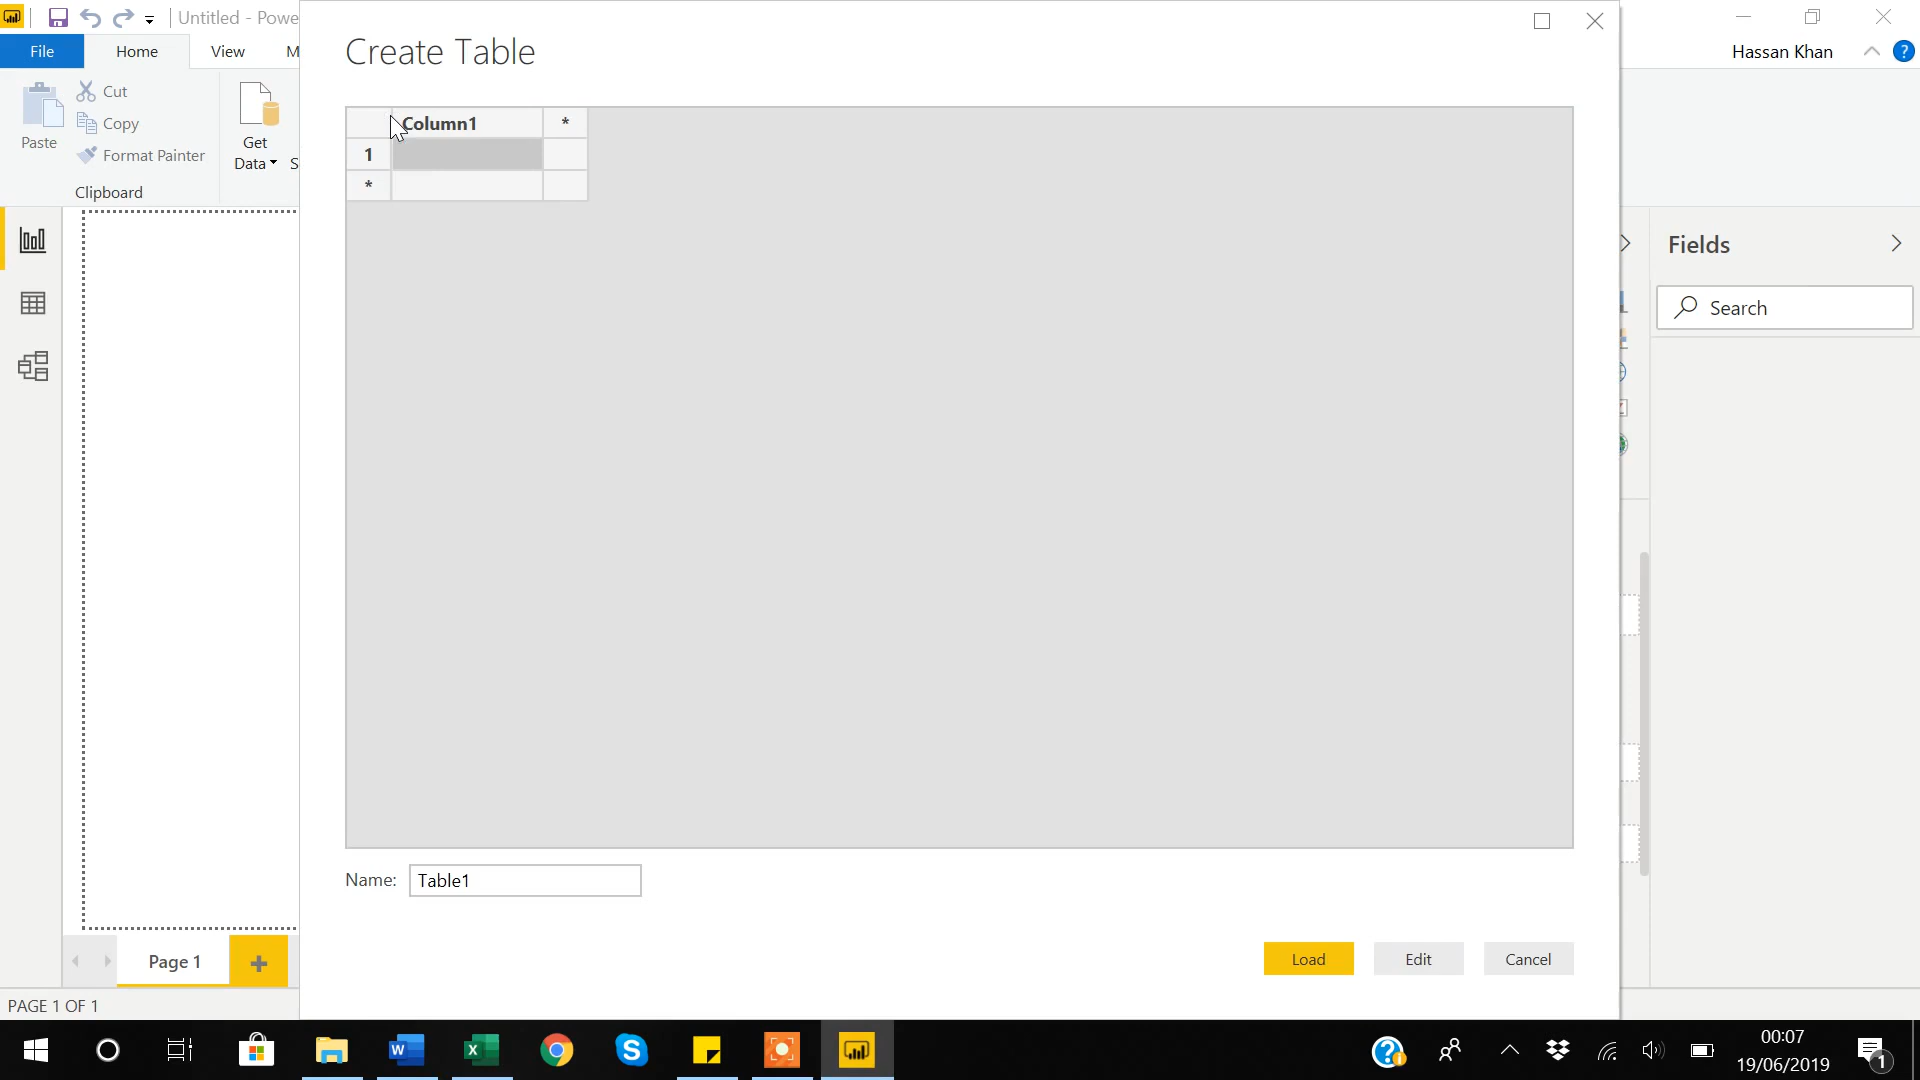 Untitled - Powe
File
Home
View
M
Hassan Khan
?
Paste
Cut
Copy
Format Painter
Clipboard
Get
Data
S
Create Table
Column1
*
1
*
Name:
Table1
Load
Edit
Cancel
Fields
Search
Page 1
+
PAGE 1 OF 1
00:07
19/06/2019
1